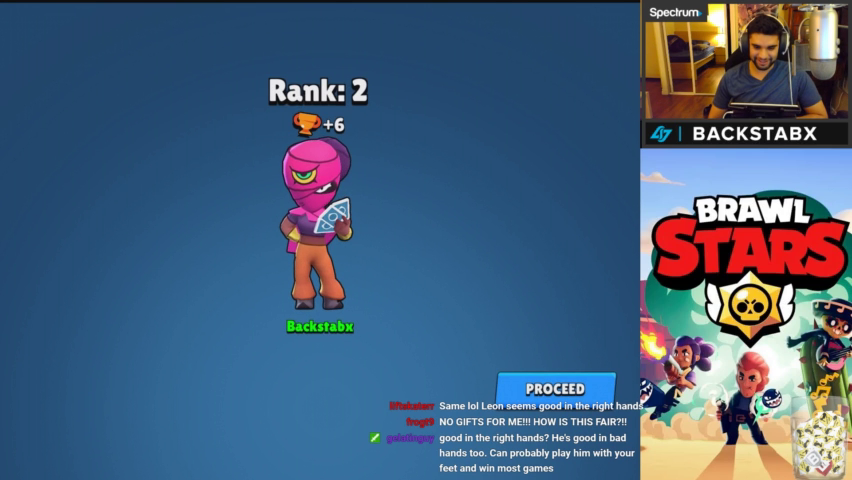 Spectrum
Rank: 2
+6
BACKSTABX
BRAWL
STARS
Backstabx
PROCEED
Same lol Leon seems good in the right hands
frogt9 NO GIFTS FOR ME!!! HOW IS THIS FAIR?!!
good in the right hands? He's good in bad
hands too. Can probably play him with your
feet and win most games